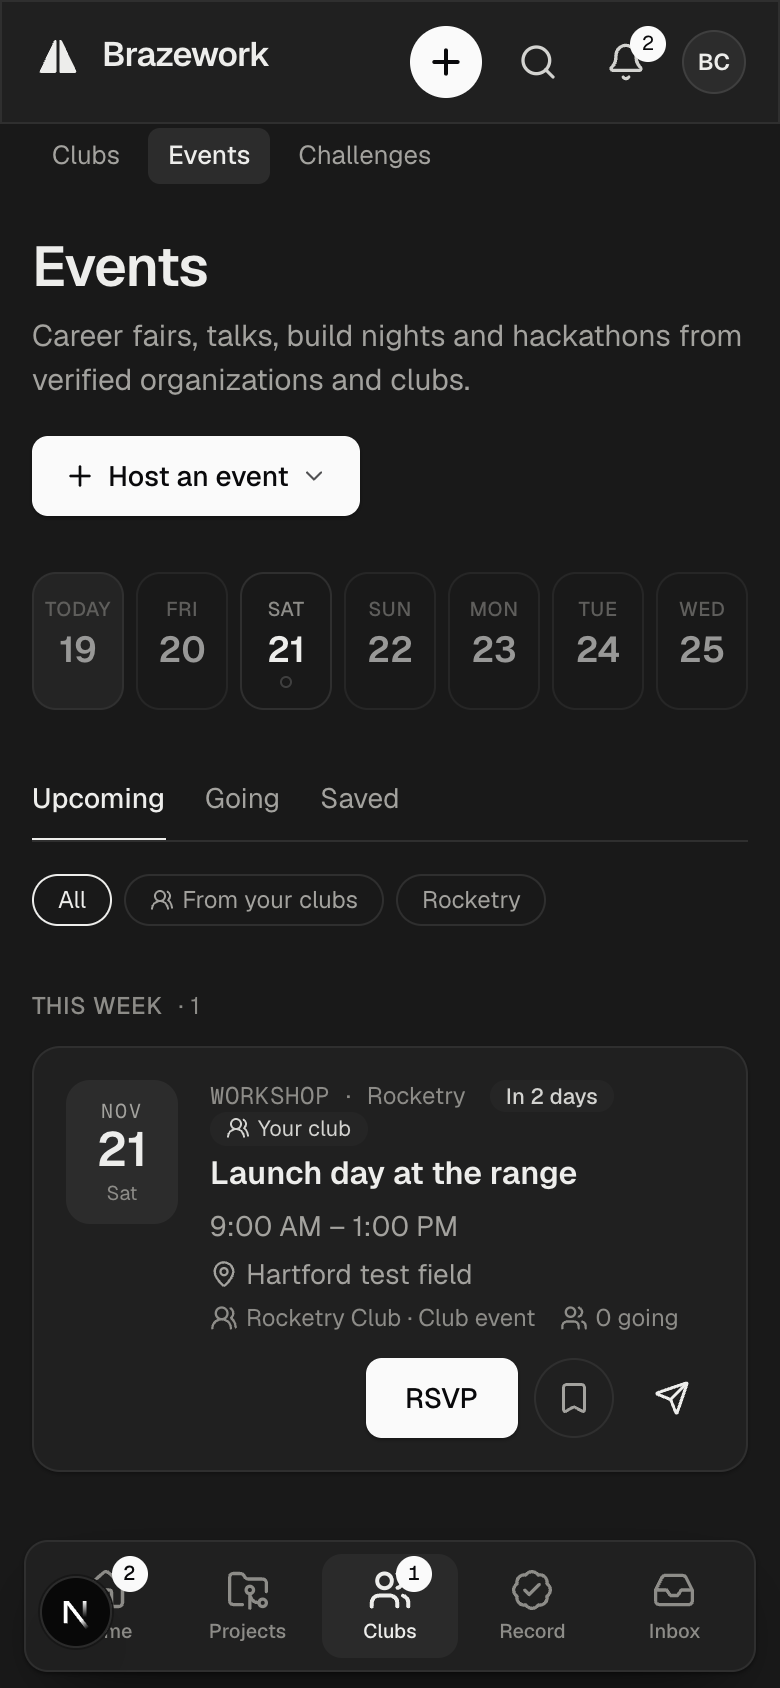 Brazework
2
BC
Clubs Events Challenges
Events
Career fairs, talks, build nights and hackathons from
verified organizations and clubs.
Host an event
TODAY FRI SAT SUN MON TUE WED
19 20 21 22 23 24 25
Upcoming Going Saved
All From your clubs Rocketry
THIS WEEK · 1
NOV
21
Sat
WORKSHOP · Rocketry In 2 days
Your club
Launch day at the range
9:00 AM – 1:00 PM
Hartford test field
Rocketry Club · Club event 0 going
RSVP
2 1
N
me Projects Clubs Record Inbox